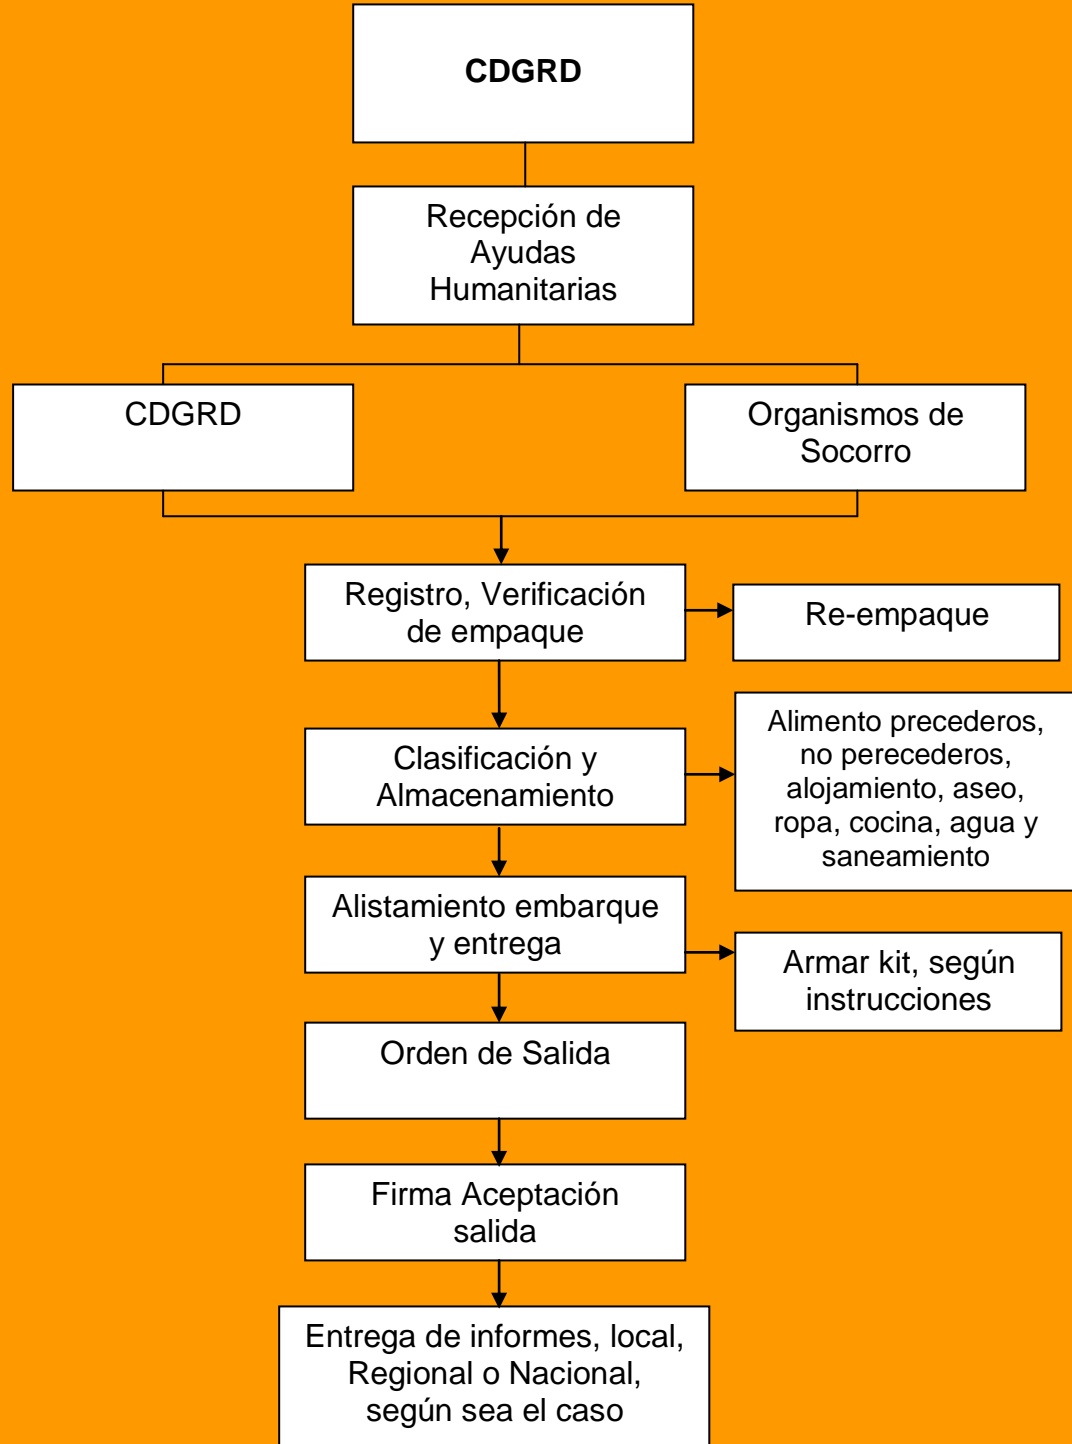 CDGRD
Recepción de
Ayudas
Humanitarias
CDGRD
Organismos de
Socorro
Registro, Verificación
de empaque
Re-empaque
Clasificación y
Almacenamiento
Alimento precederos,
no perecederos,
alojamiento, aseo,
ropa, cocina, agua y
saneamiento
Alistamiento embarque
y entrega
Armar kit, según
instrucciones
Orden de Salida
Firma Aceptación
salida
Entrega de informes, local,
Regional o Nacional,
según sea el caso